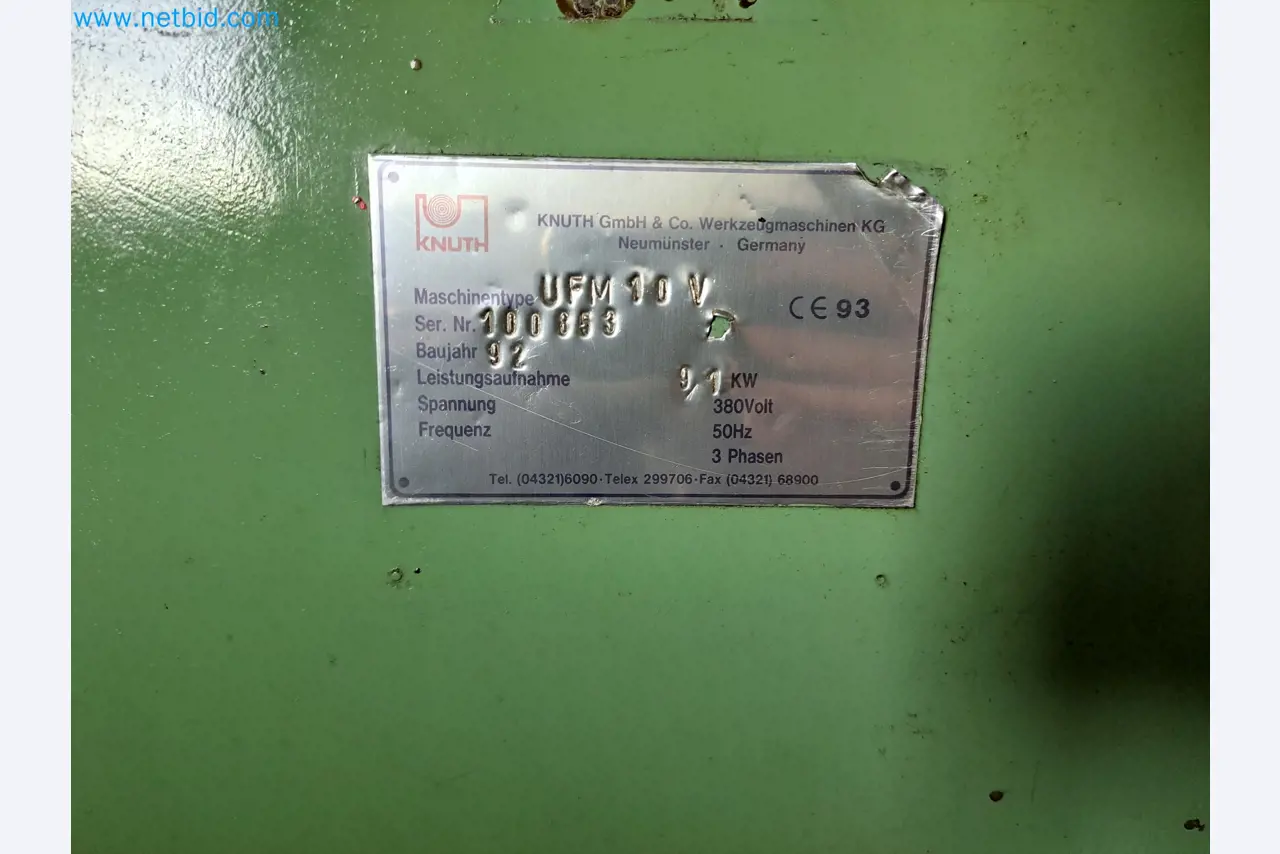 www.netbid.com
KNUTH
KNUTH GmbH & Co. Werkzeugmaschinen KG
Neumünster · Germany
Maschinentype UFM 10 V
CE 93
Ser. Nr.
Baujahr 92
Leistungsaufnahme 9/1 KW
Spannung 380Volt
Frequenz 50Hz
3 Phasen
Tel. (04321)6090·Telex 299706·Fax (04321) 68900